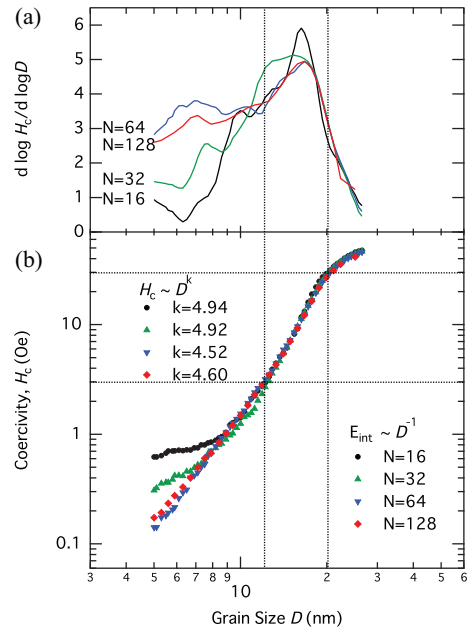 (a)
d log Hc/d logD
6
5
4
3
2
1
0
N=64
N=128
N=32
N=16
(b)
Coercivity, Hc (Oe)
10
1
0.1
Hc ~ D^k
k=4.94
k=4.92
k=4.52
k=4.60
Eint ~ D^-1
N=16
N=32
N=64
N=128
3 4 5 6 7 8 9 10 2 3 4 5 6
Grain Size D (nm)